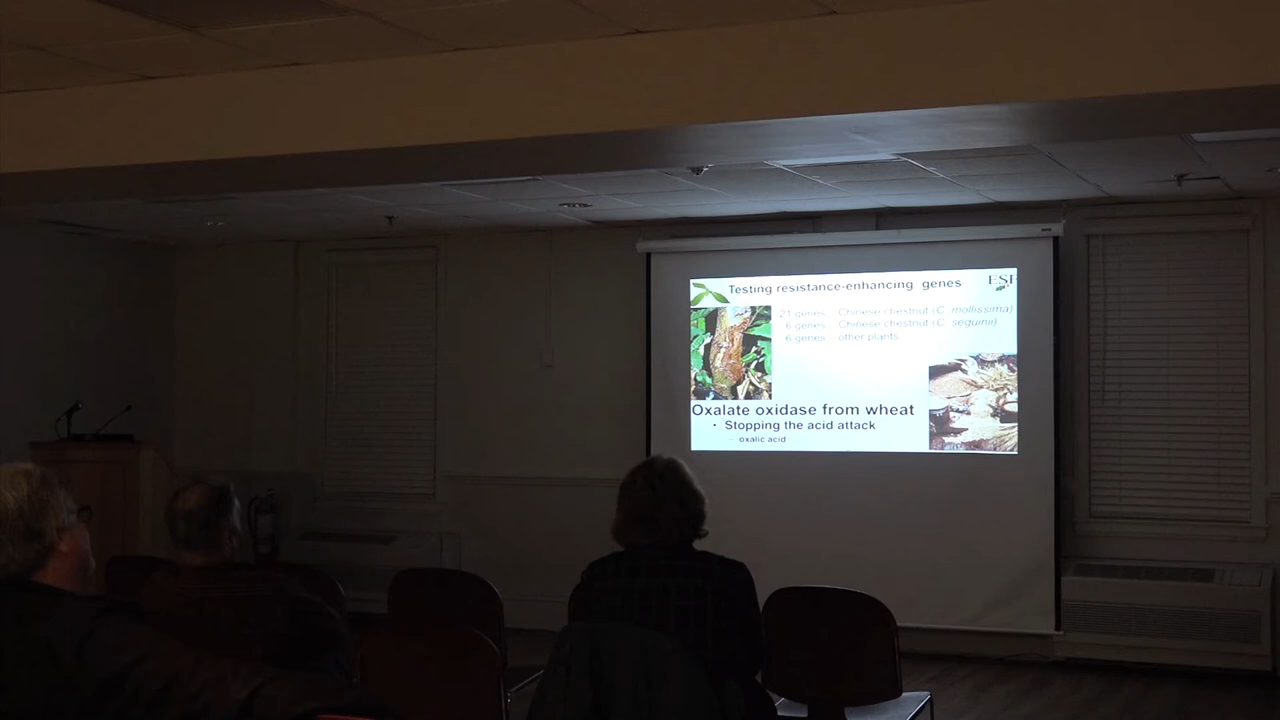 Testing resistance-enhancing genes
ESF
21 genes – Chinese chestnut (C. mollissima)
6 genes – Chinese chestnut (C. seguinii)
6 genes – other plants
Oxalate oxidase from wheat
• Stopping the acid attack
– oxalic acid